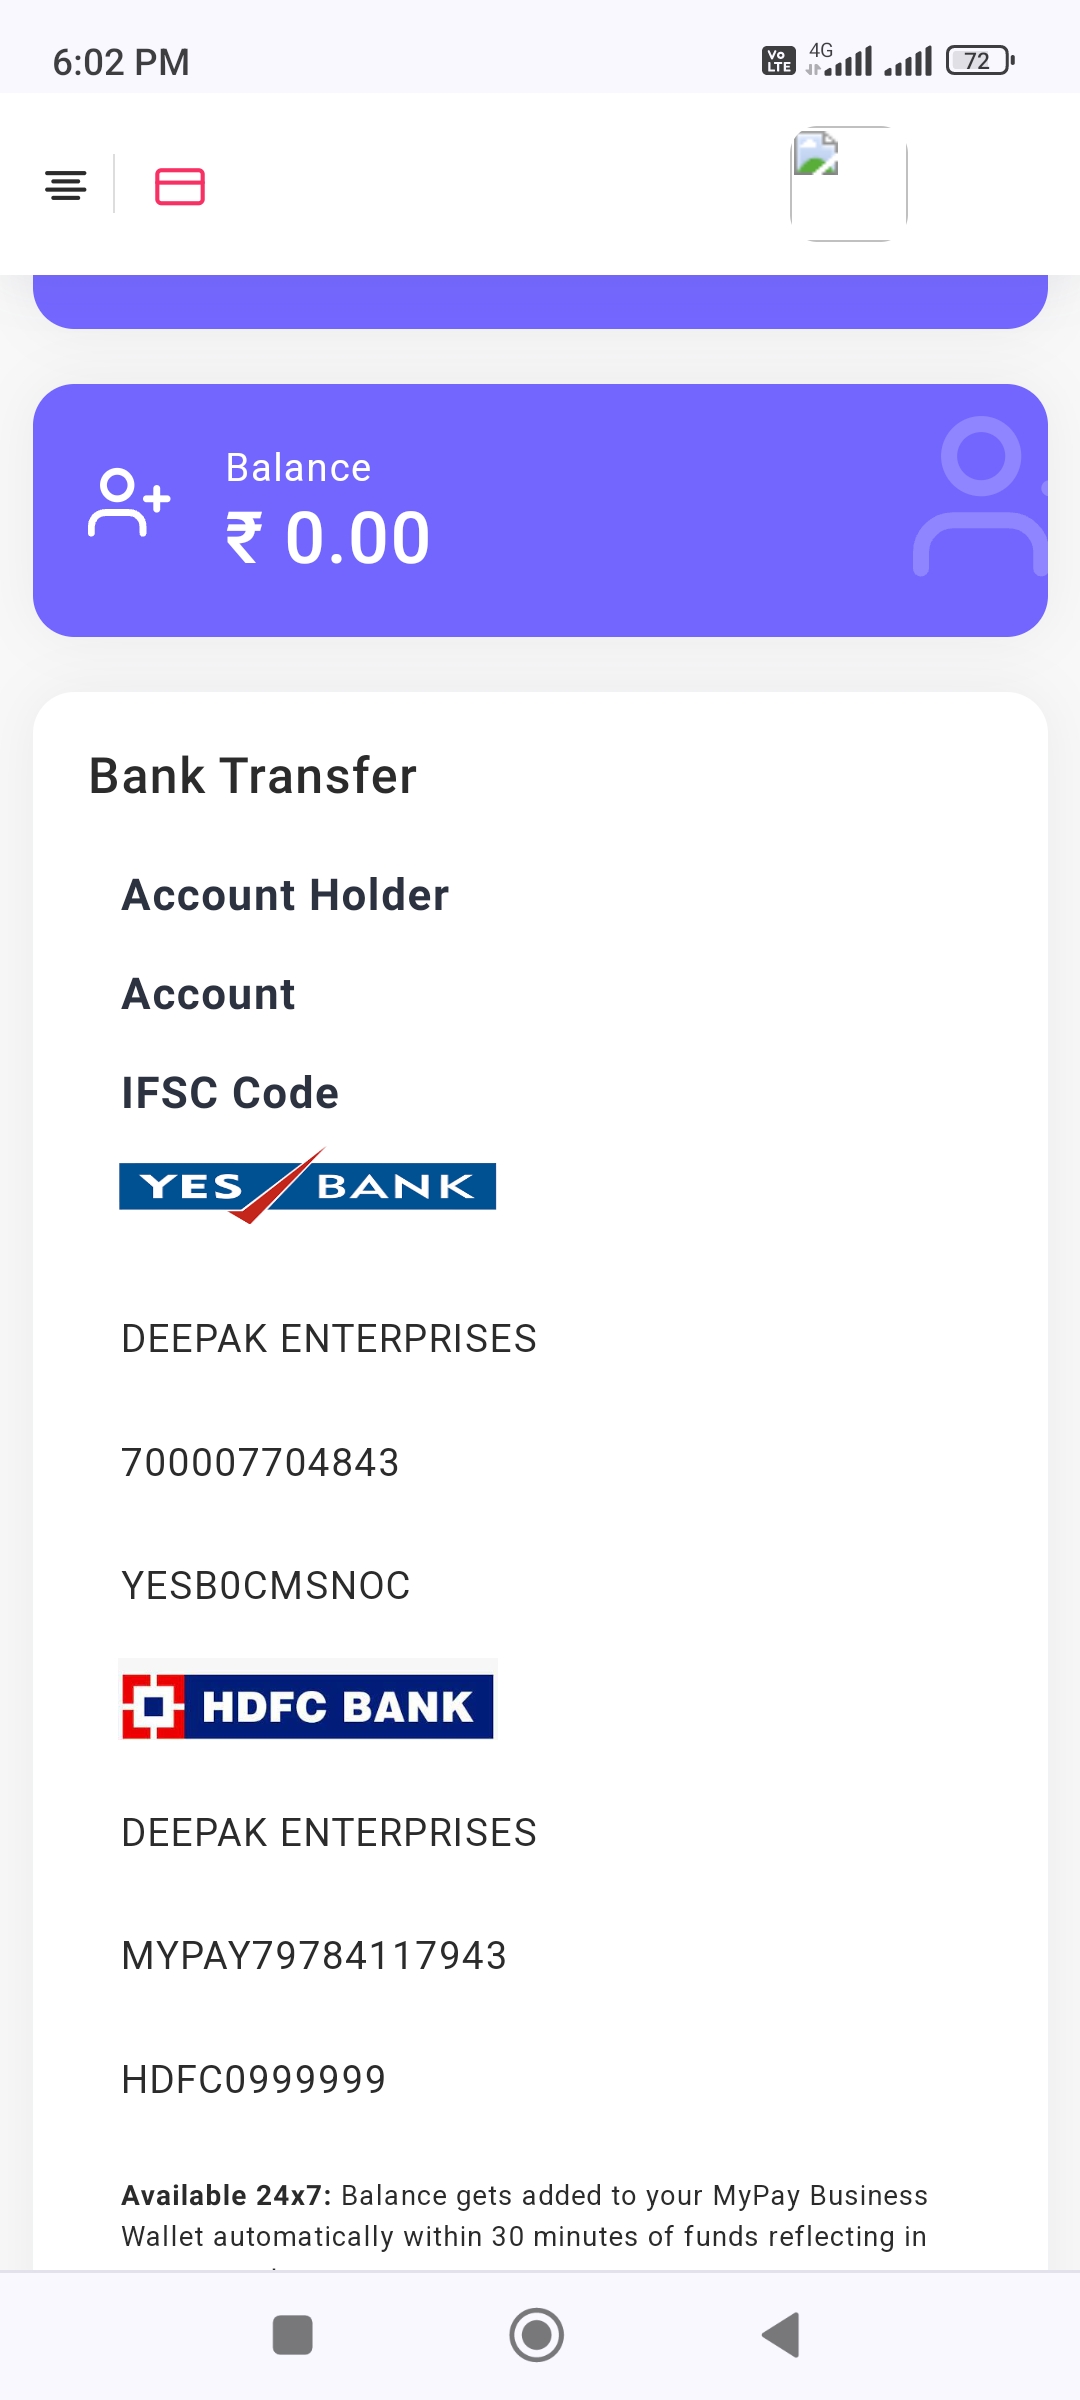 6:02 PM
Vo LTE
4G
72
Balance
₹ 0.00
Bank Transfer
Account Holder
Account
IFSC Code
YES BANK
DEEPAK ENTERPRISES
700007704843
YESB0CMSNOC
HDFC BANK
DEEPAK ENTERPRISES
MYPAY79784117943
HDFC0999999
Available 24x7: Balance gets added to your MyPay Business
Wallet automatically within 30 minutes of funds reflecting in